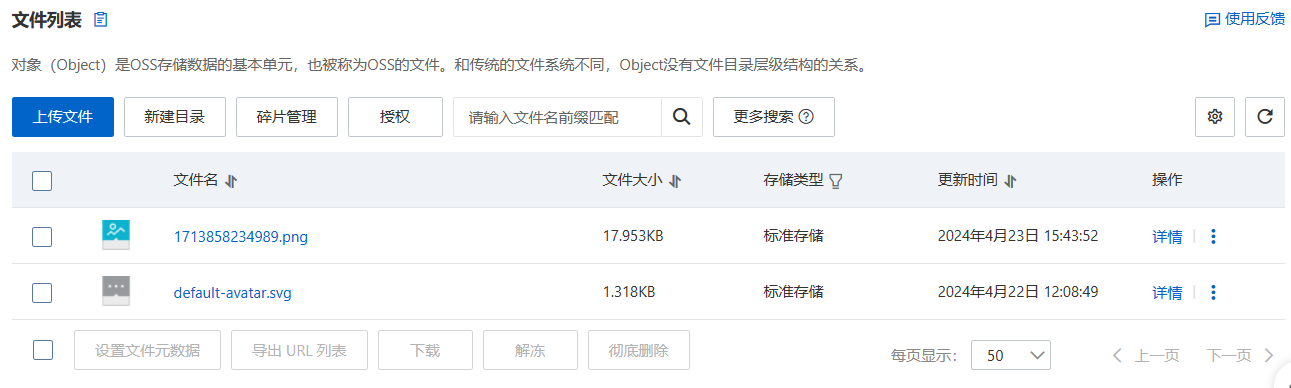 文件列表
使用反馈
对象（Object）是OSS存储数据的基本单元，也被称为OSS的文件。和传统的文件系统不同，Object没有文件目录层级结构的关系。
上传文件 新建目录 碎片管理 授权 请输入文件名前缀匹配 更多搜索
文件名 文件大小 存储类型 更新时间 操作
1713858234989.png 17.953KB 标准存储 2024年4月23日 15:43:52 详情
default-avatar.svg 1.318KB 标准存储 2024年4月22日 12:08:49 详情
设置文件元数据 导出 URL 列表 下载 解冻 彻底删除 每页显示： 50 上一页 下一页